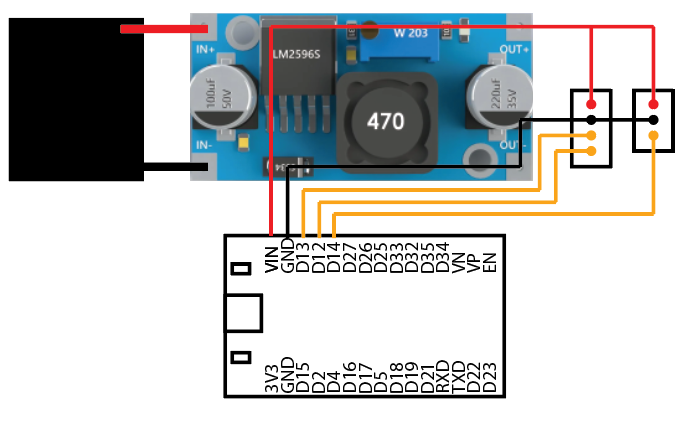 IN+
LM2596S
W 203
OUT+
100uF
50V
470
220uF
35V
IN-
OUT-
VIN
GND
D13
D12
D14
D27
D26
D25
D33
D32
D35
D34
VN
VP
EN
3V3
GND
D15
D2
D4
D16
D17
D5
D18
D19
D21
RXD
TXD
D22
D23